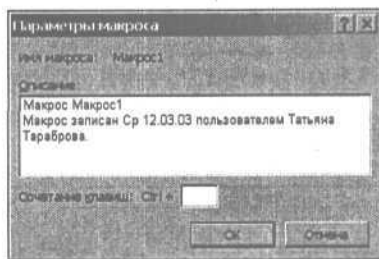 Параметры макроса
Имя макроса: Макрос1
Описание
Макрос Макрос1
Макрос записан Ср 12.03.03 пользователем Татьяна
Тараброва.
Сочетание клавиш: Ctrl +
ОК Отмена